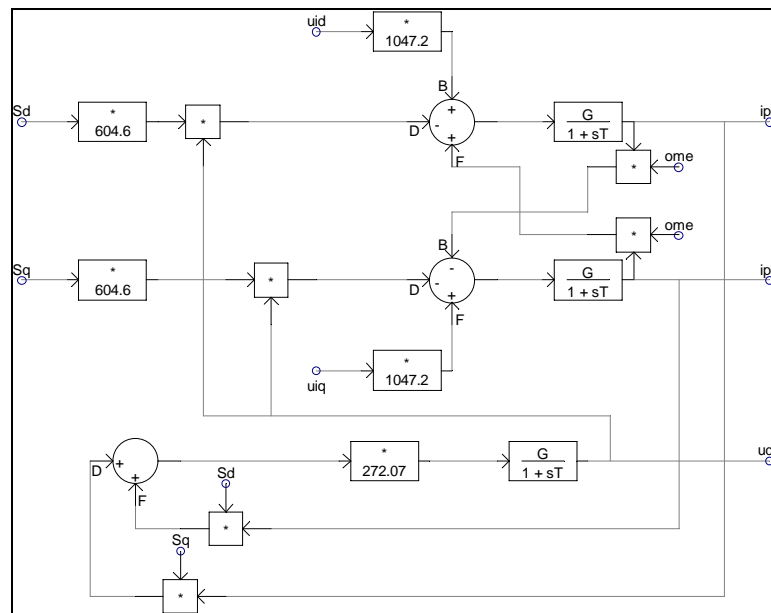 uid
*
1047.2
B
Sd
*
604.6
*
D
+
-
+
F
G
1 + sT
ip
*
ome
*
ome
B
Sq
*
604.6
*
D
-
-
+
F
G
1 + sT
ip
uiq
*
1047.2
D
+
+
F
*
272.07
G
1 + sT
Sd
*
Sq
*